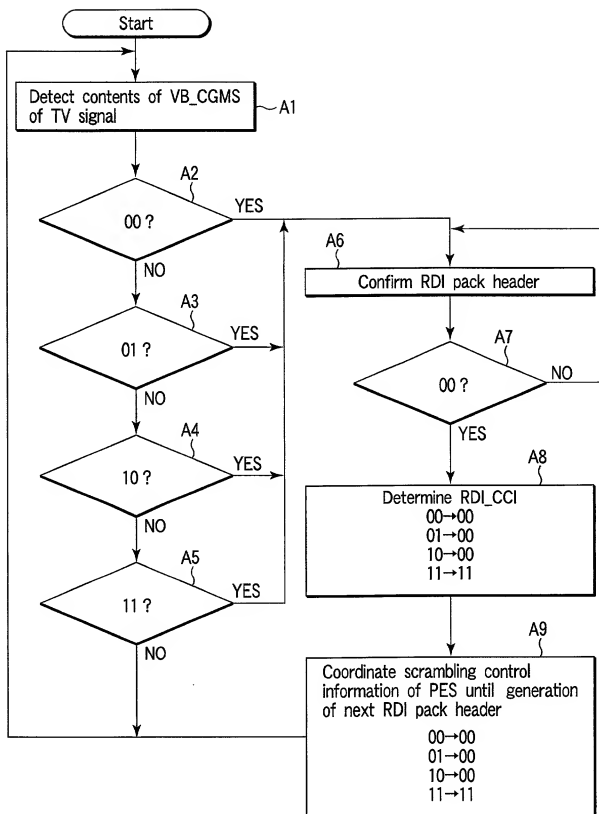 Start
Detect contents of VB_CGMS
of TV signal
A1
A2
00?
YES
NO
A3
01?
YES
NO
A4
10?
YES
NO
A5
11?
YES
NO
A6
Confirm RDI pack header
A7
00?
NO
YES
A8
Determine RDI_CCI
00→00
01→00
10→00
11→11
A9
Coordinate scrambling control
information of PES until generation
of next RDI pack header
00→00
01→00
10→00
11→11